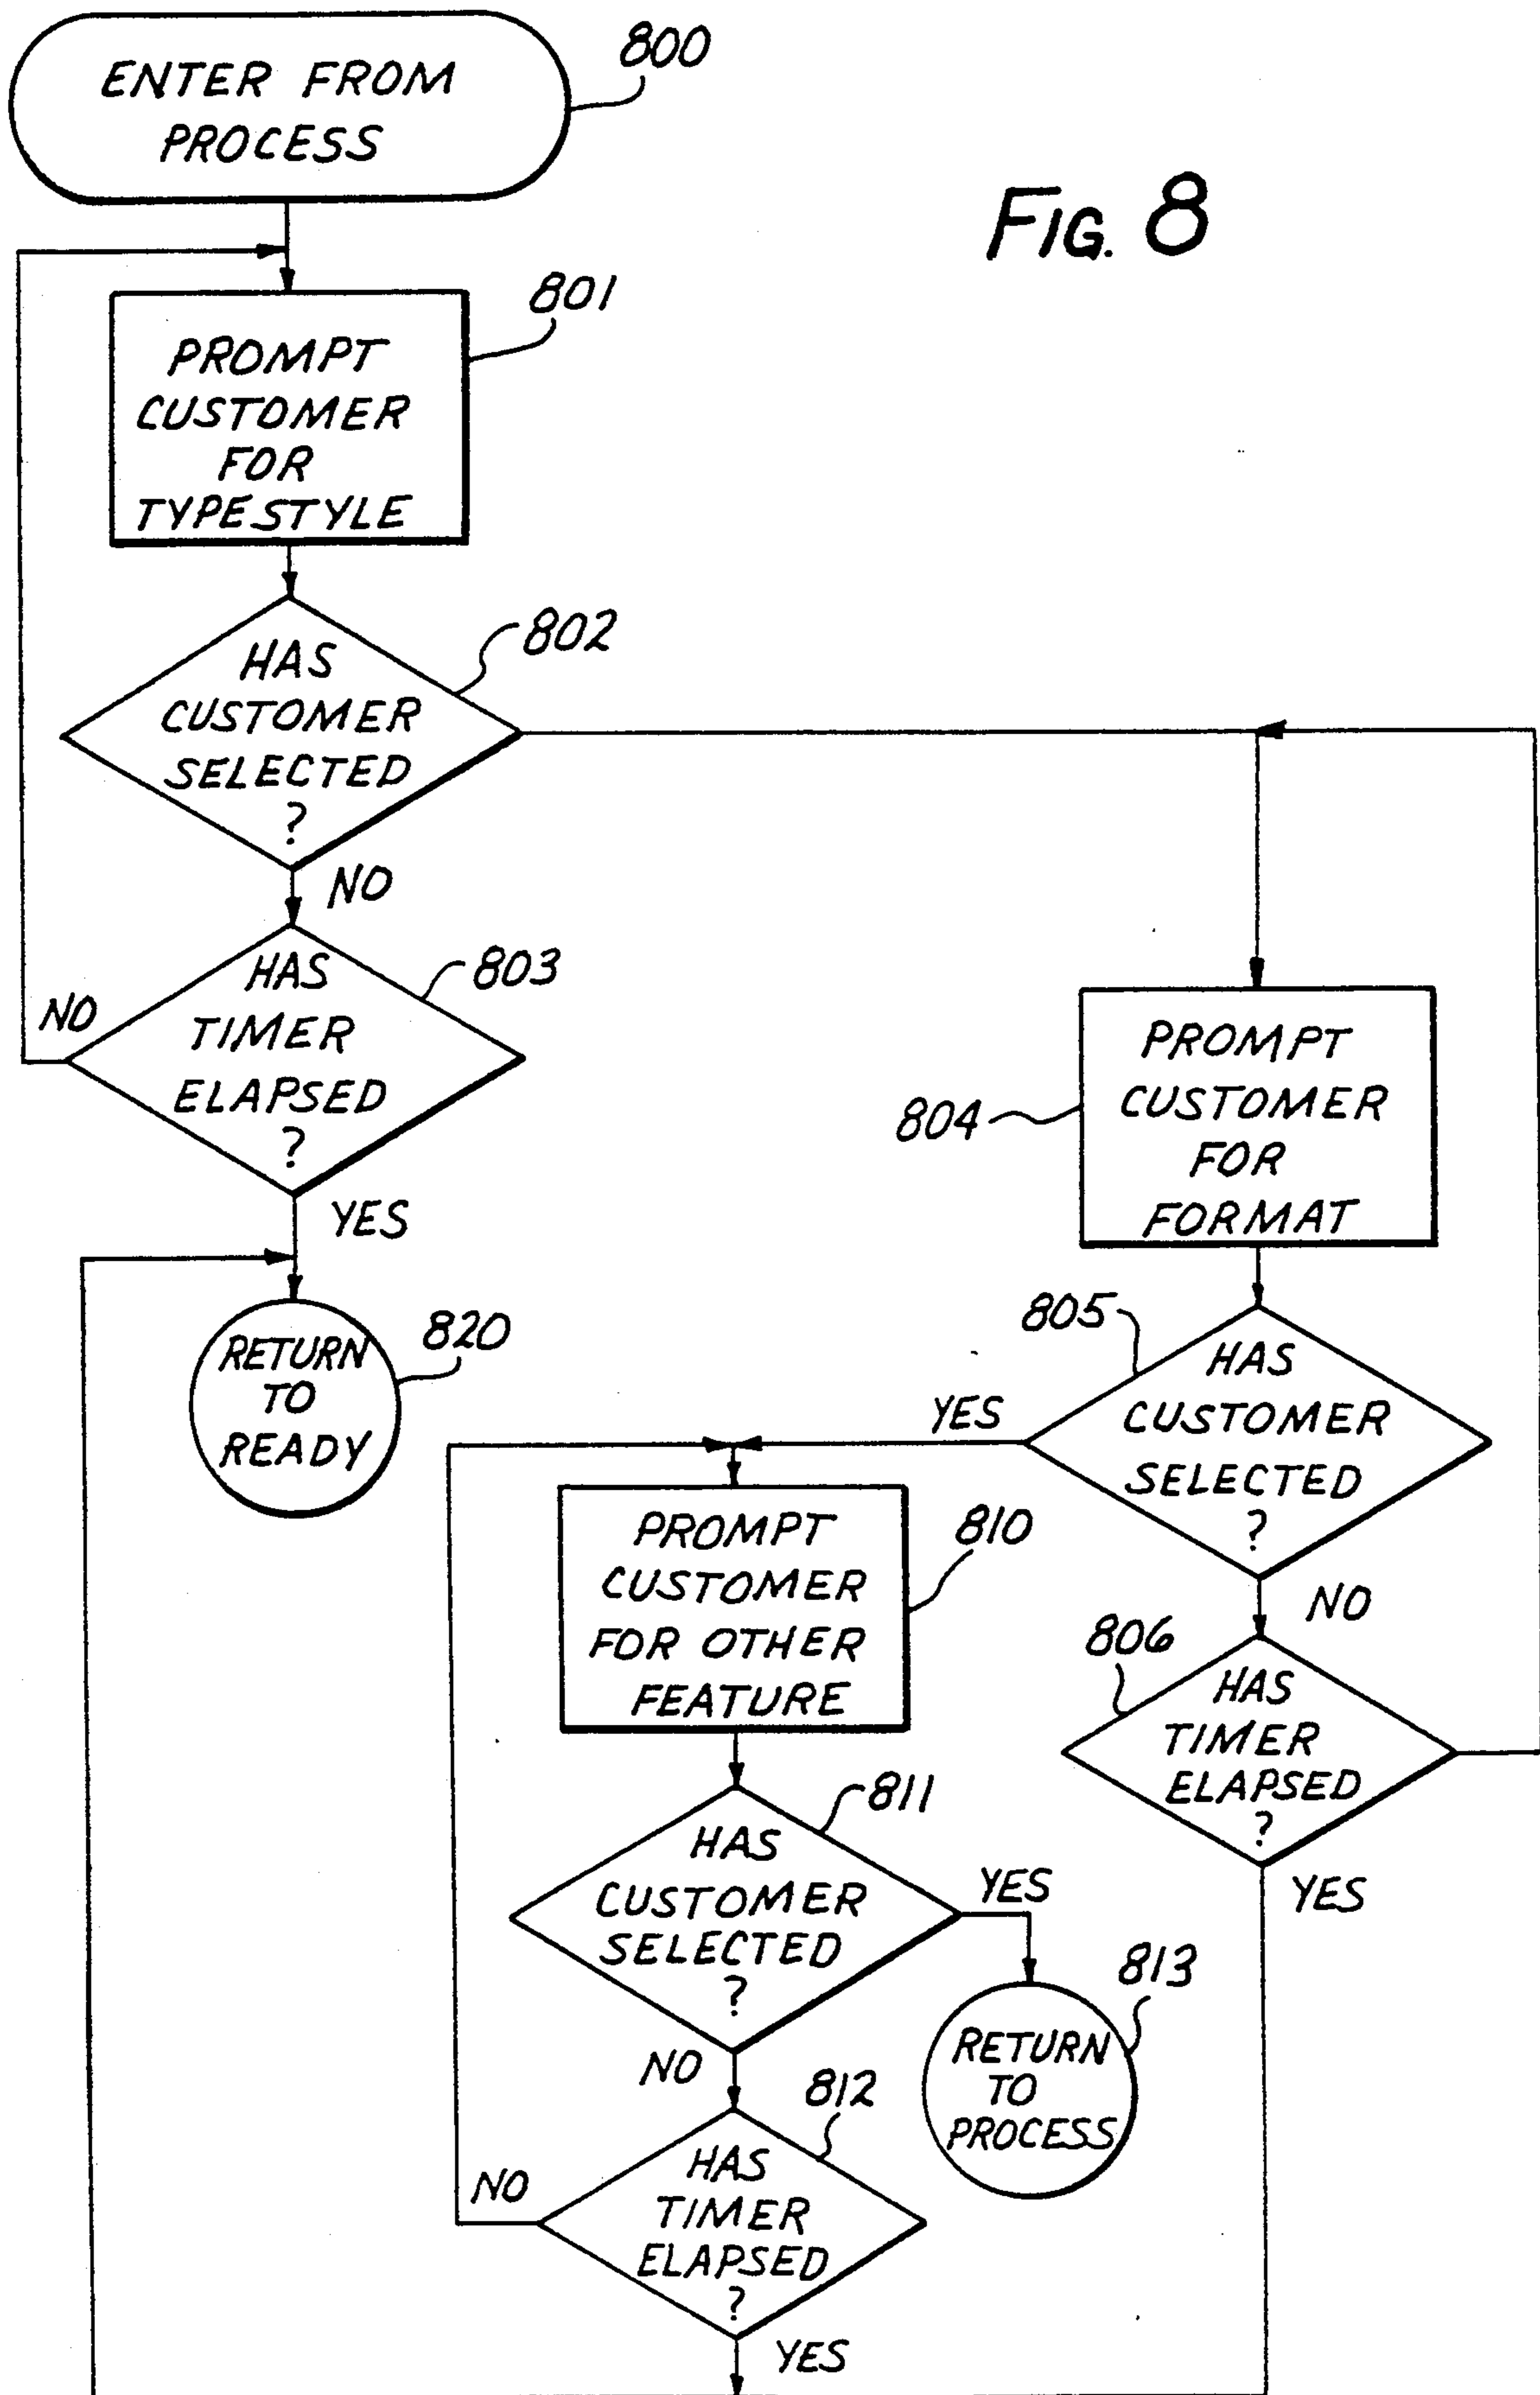 ENTER FROM
PROCESS
800
FIG. 8
PROMPT
CUSTOMER
FOR
TYPESTYLE
801
HAS
CUSTOMER
SELECTED
?
802
NO
HAS
TIMER
ELAPSED
?
803
NO
YES
RETURN
TO
READY
820
PROMPT
CUSTOMER
FOR
FORMAT
804
HAS
CUSTOMER
SELECTED
?
805
YES
NO
HAS
TIMER
ELAPSED
?
806
YES
PROMPT
CUSTOMER
FOR OTHER
FEATURE
810
HAS
CUSTOMER
SELECTED
?
811
YES
NO
RETURN
TO
PROCESS
813
HAS
TIMER
ELAPSED
?
812
NO
YES